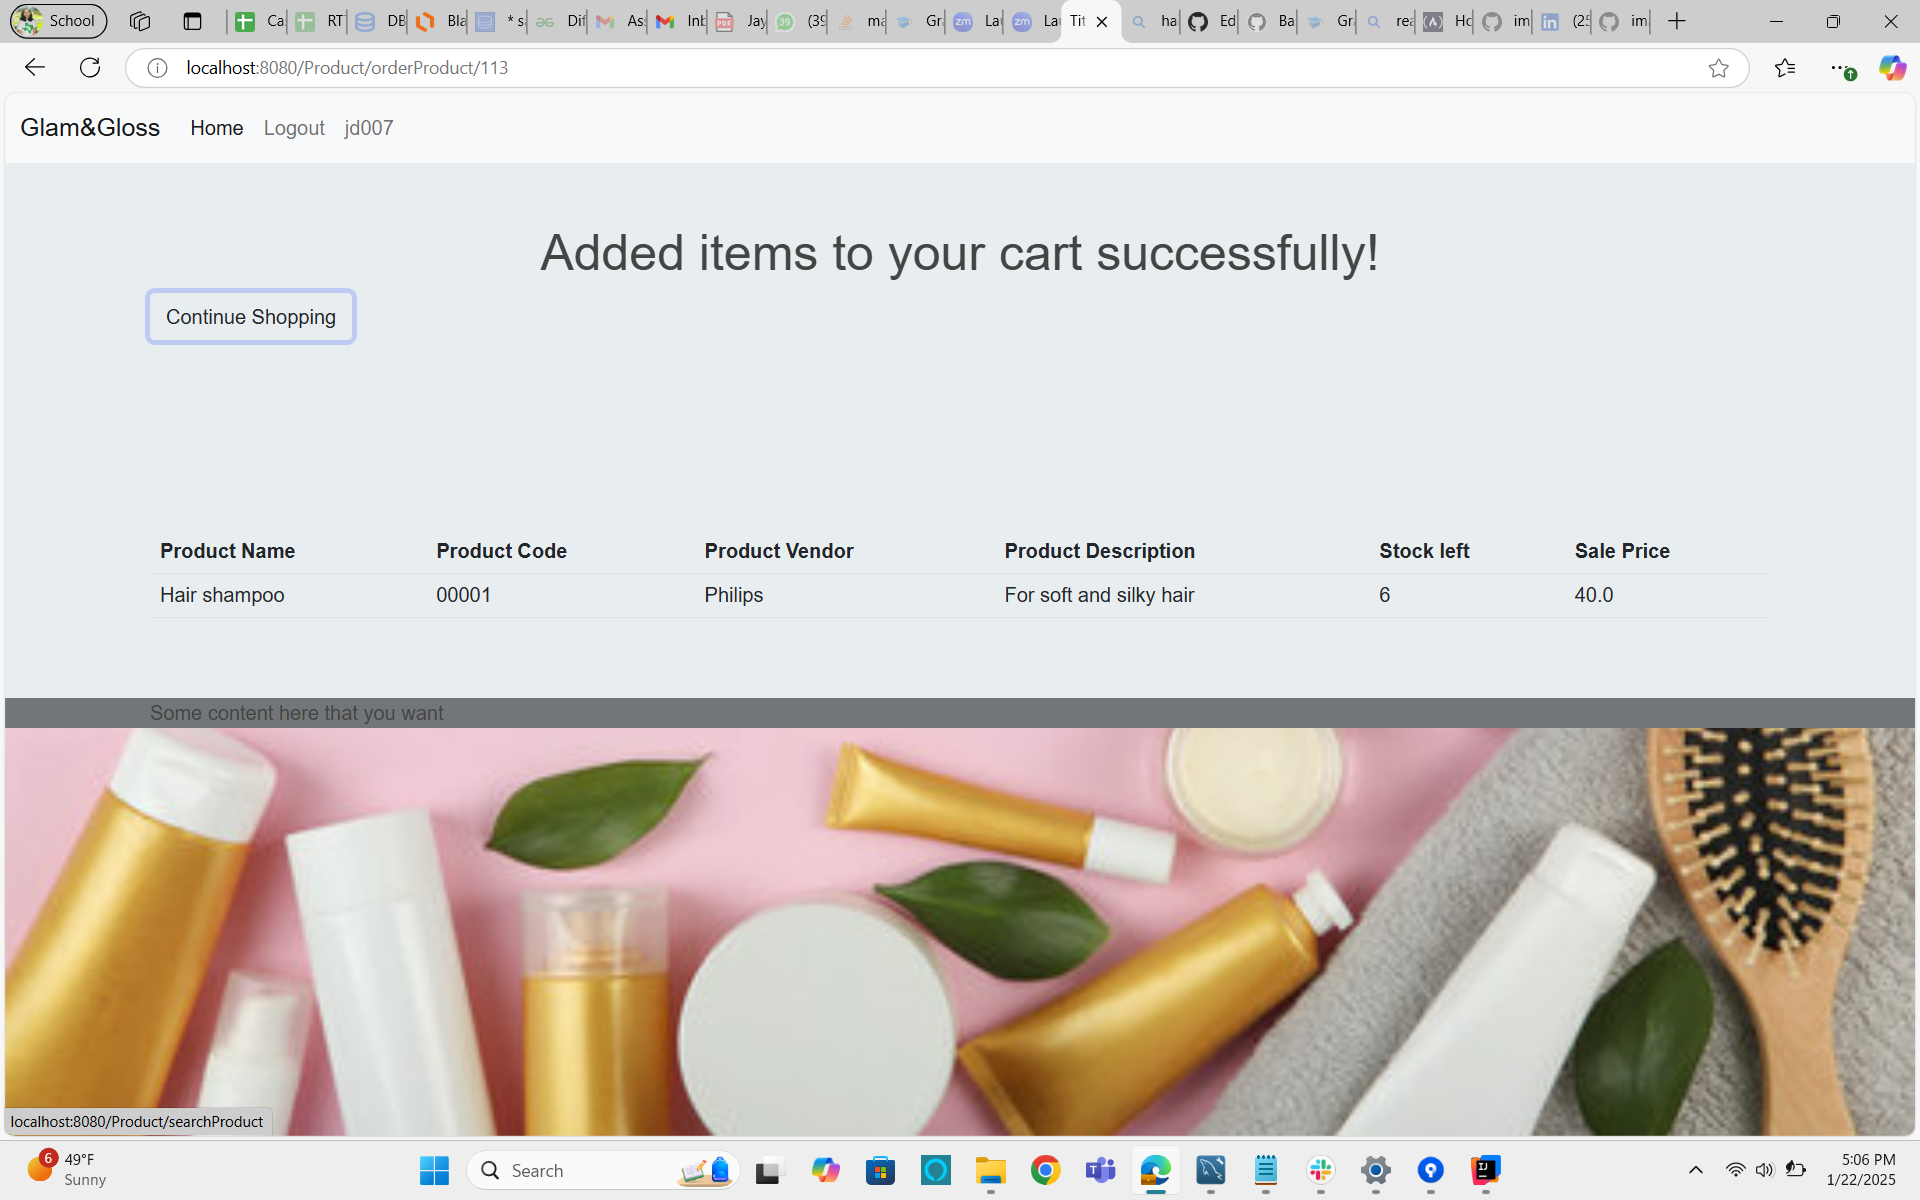 School
Ca
RT
DB
Bla
* s
Dif
As
Inb
Jay
(39
ma
Gra
Lau
Lau
Tit
ha
Ed
Ba
Gra
rea
Ho
im
(25
im
localhost:8080/Product/orderProduct/113
Glam&Gloss Home Logout jd007
Added items to your cart successfully!
Continue Shopping
Product Name Product Code Product Vendor Product Description Stock left Sale Price
Hair shampoo 00001 Philips For soft and silky hair 6 40.0
Some content here that you want
localhost:8080/Product/searchProduct
6
49°F
Sunny
Search
5:06 PM
1/22/2025